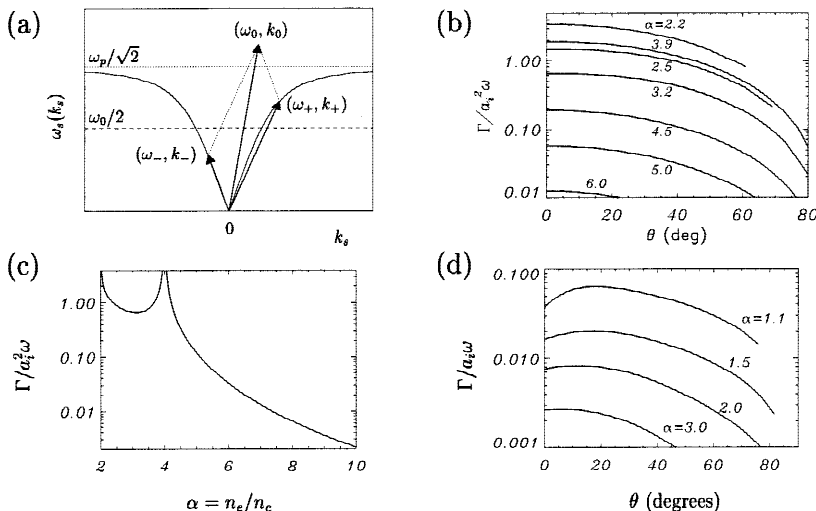 (a)
ω_s(k_s)
ω_p/√2
ω_0/2
(ω_0, k_0)
(ω_+, k_+)
(ω_-, k_-)
0
k_s
(b)
Γ/a_i^2 ω
1.00
0.10
0.01
α=2.2
3.9
2.5
3.2
4.5
5.0
6.0
0 20 40 60 80
θ (deg)
(c)
Γ/a_i^2 ω
1.00
0.10
0.01
2 4 6 8 10
α = n_e/n_c
(d)
Γ/a_i ω
0.100
0.010
0.001
α=1.1
1.5
2.0
α=3.0
0 20 40 60 80
θ (degrees)